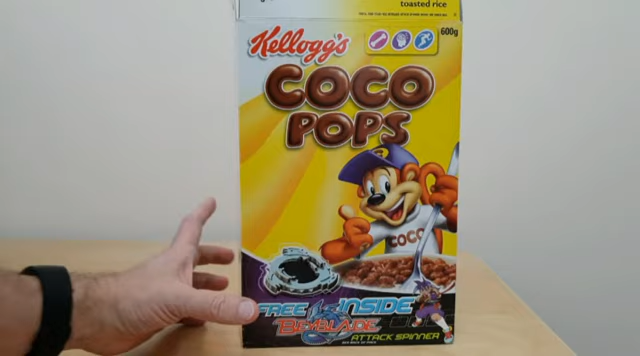 toasted rice
Kellogg's
600g
COCO
POPS
COCO
FREE INSIDE
BEYBLADE
ATTACK SPINNER